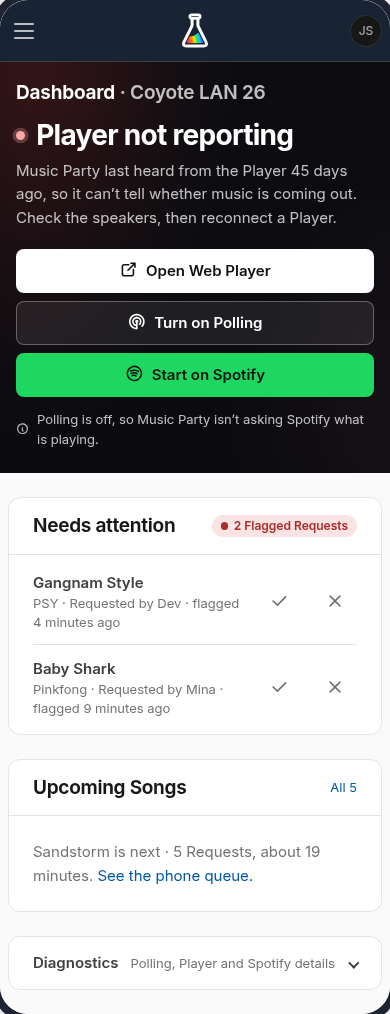 JS
Dashboard · Coyote LAN 26
Player not reporting
Music Party last heard from the Player 45 days
ago, so it can’t tell whether music is coming out.
Check the speakers, then reconnect a Player.
Open Web Player
Turn on Polling
Start on Spotify
Polling is off, so Music Party isn’t asking Spotify what
is playing.
Needs attention
2 Flagged Requests
Gangnam Style
PSY · Requested by Dev · flagged
4 minutes ago
Baby Shark
Pinkfong · Requested by Mina ·
flagged 9 minutes ago
Upcoming Songs
All 5
Sandstorm is next · 5 Requests, about 19
minutes. See the phone queue.
Diagnostics
Polling, Player and Spotify details